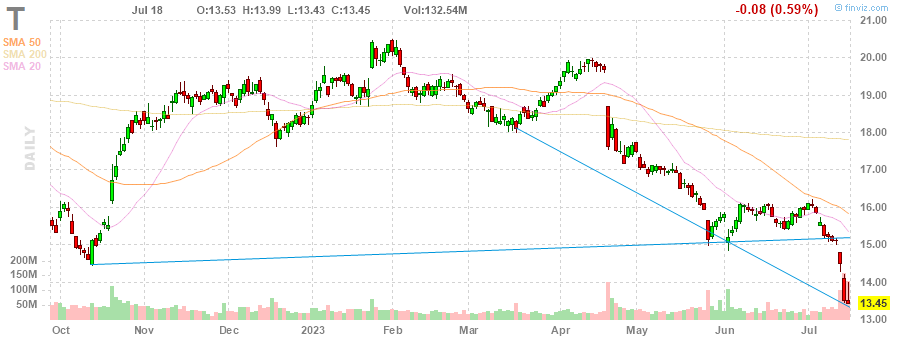 T Jul 18 O:13.53 H:13.99 L:13.43 C:13.45 Vol:132.54M -0.08 (0.59%) © finviz.com
SMA 50
SMA 200
SMA 20
DAILY
21.00
20.00
19.00
18.00
17.00
16.00
15.00
14.00
13.45
13.00
200M
100M
50M
Oct Nov Dec 2023 Feb Mar Apr May Jun Jul